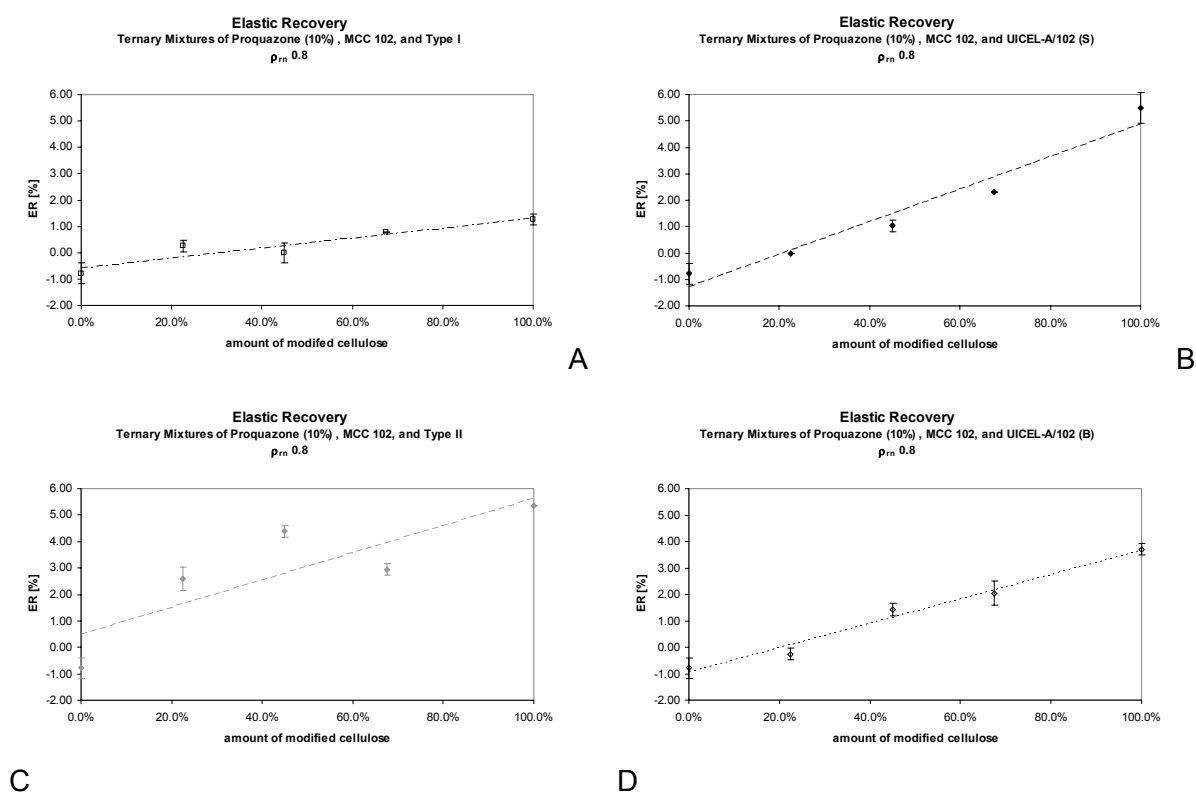 Elastic Recovery
Ternary Mixtures of Proquazone (10%) , MCC 102, and Type I
ρrn 0.8
6.00
5.00
4.00
3.00
2.00
1.00
0.00
-1.00
-2.00
ER [%]
0.0% 20.0% 40.0% 60.0% 80.0% 100.0%
amount of modifed cellulose
A
Elastic Recovery
Ternary Mixtures of Proquazone (10%) , MCC 102, and UICEL-A/102 (S)
ρrn 0.8
6.00
5.00
4.00
3.00
2.00
1.00
0.00
-1.00
-2.00
ER [%]
0.0% 20.0% 40.0% 60.0% 80.0% 100.0%
amount of modifed cellulose
B
Elastic Recovery
Ternary Mixtures of Proquazone (10%) , MCC 102, and Type II
ρrn 0.8
6.00
5.00
4.00
3.00
2.00
1.00
0.00
-1.00
-2.00
ER [%]
0.0% 20.0% 40.0% 60.0% 80.0% 100.0%
amount of modifed cellulose
C
Elastic Recovery
Ternary Mixtures of Proquazone (10%) , MCC 102, and UICEL-A/102 (B)
ρrn 0.8
6.00
5.00
4.00
3.00
2.00
1.00
0.00
-1.00
-2.00
ER [%]
0.0% 20.0% 40.0% 60.0% 80.0% 100.0%
amount of modifed cellulose
D